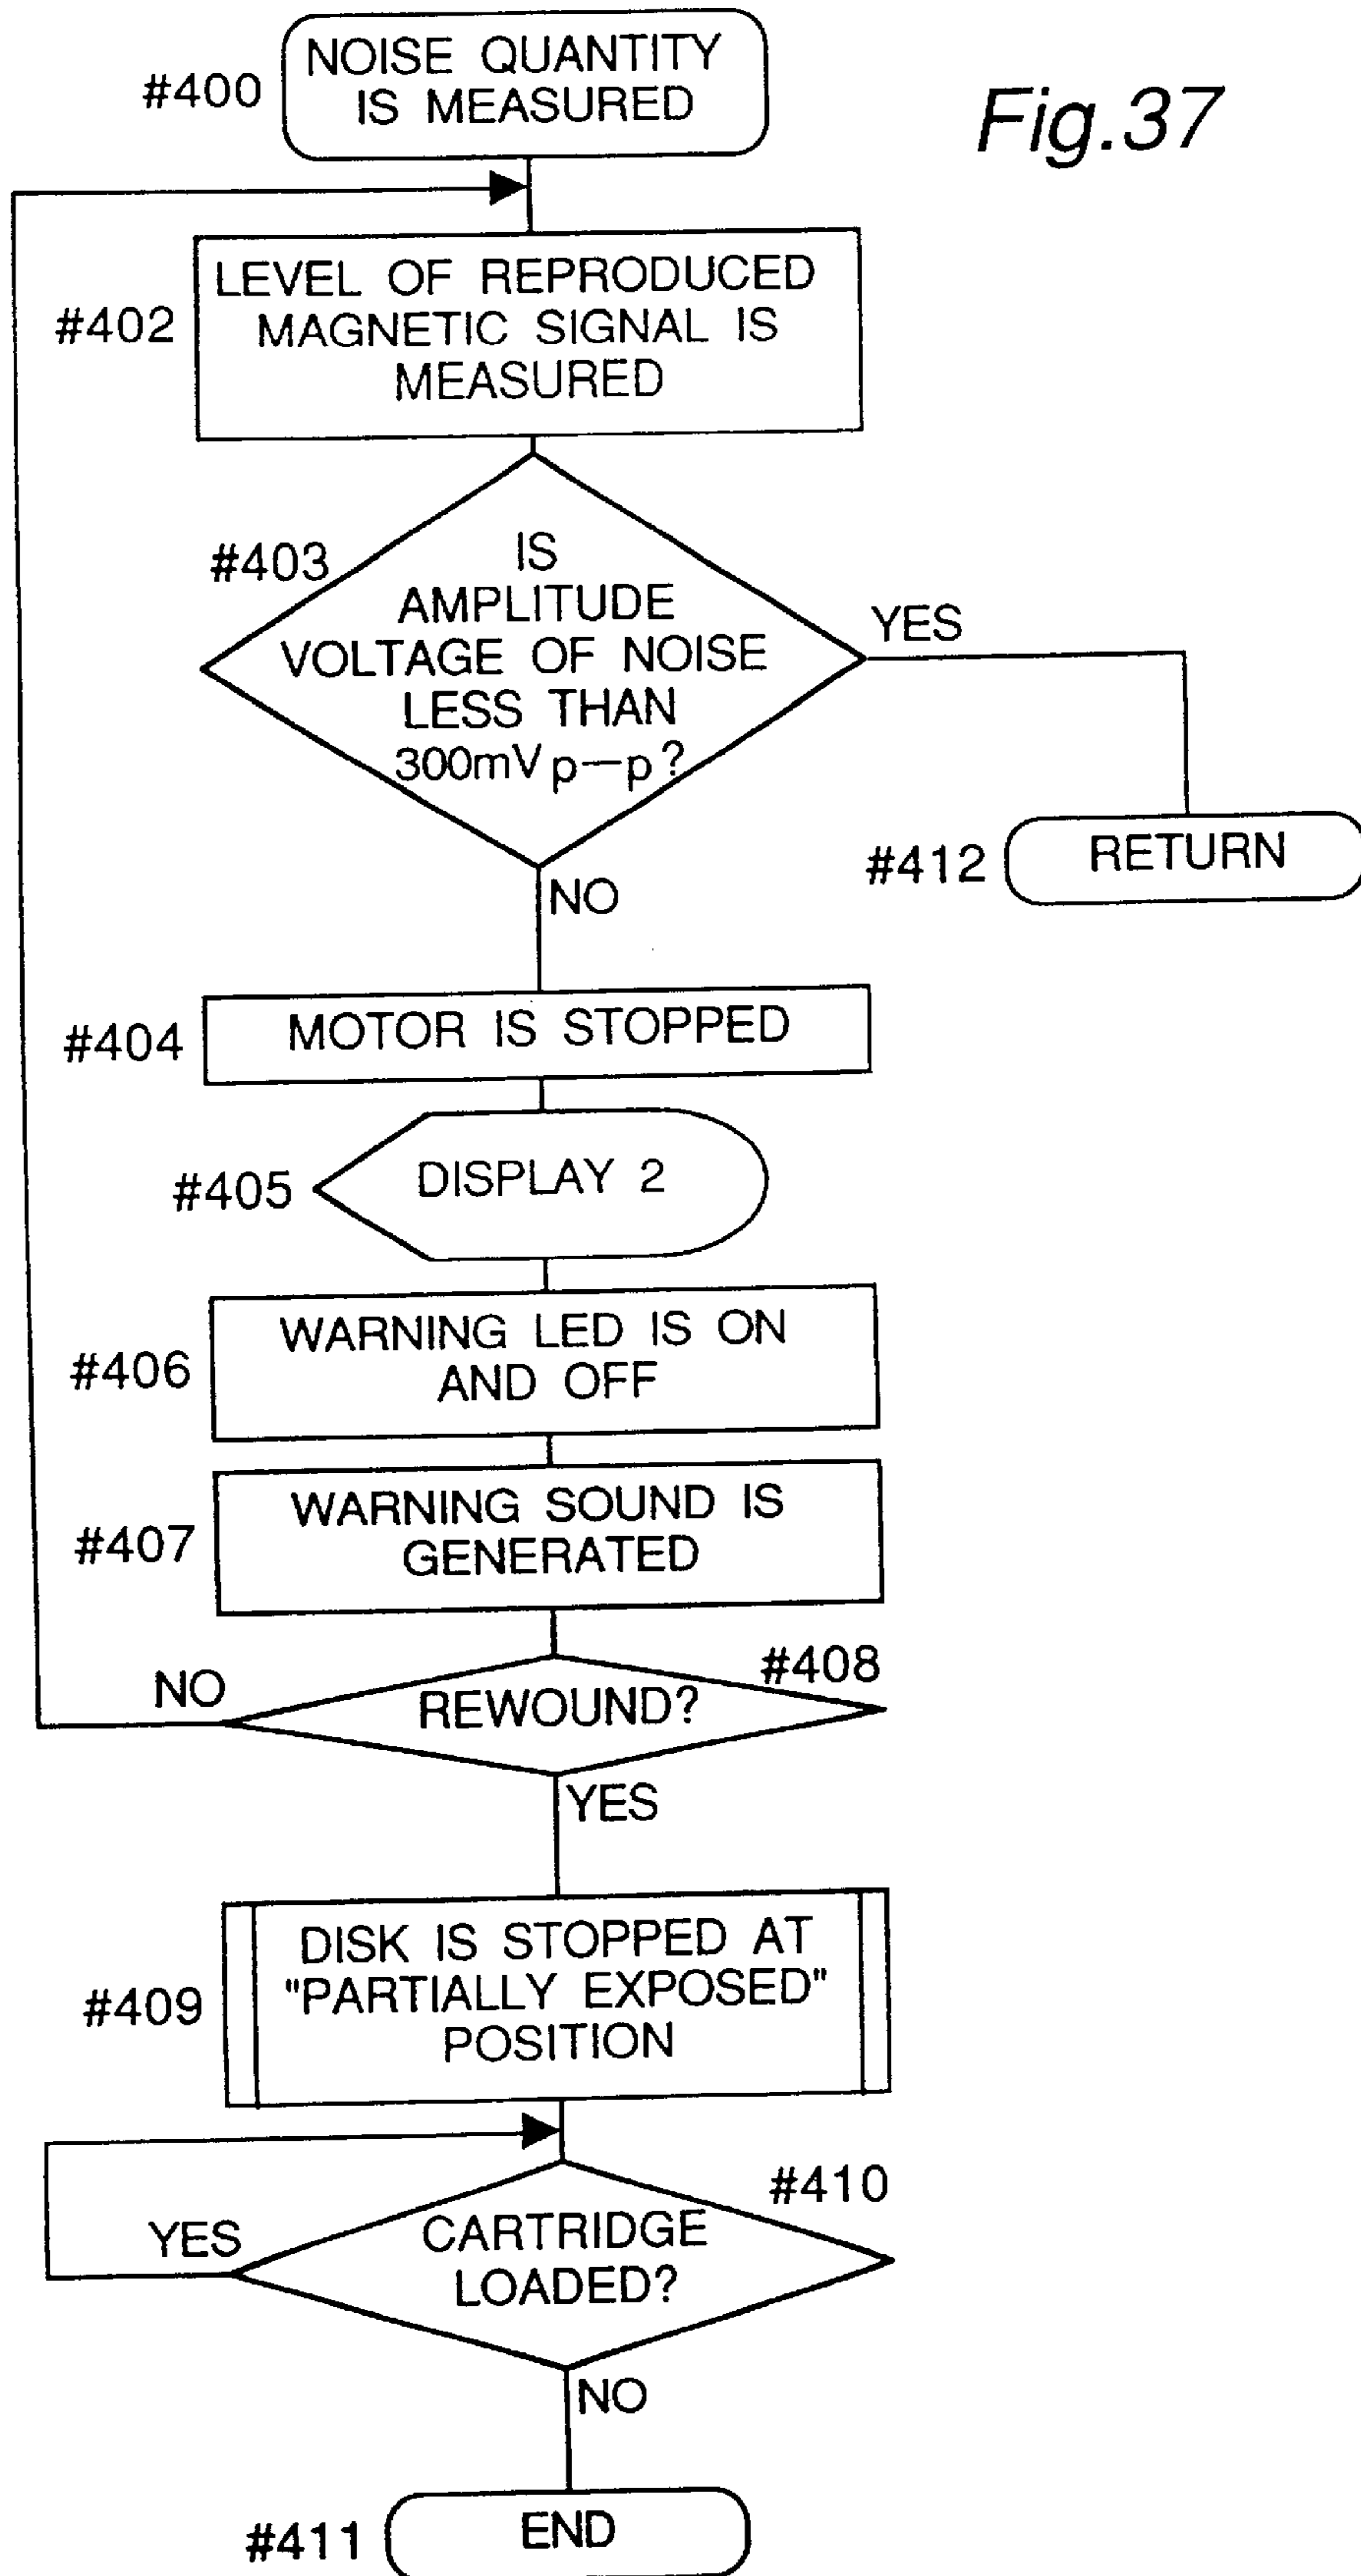 Fig.37
#400
NOISE QUANTITY
IS MEASURED
#402
LEVEL OF REPRODUCED
MAGNETIC SIGNAL IS
MEASURED
#403
IS
AMPLITUDE
VOLTAGE OF NOISE
LESS THAN
300mVp-p?
YES
#412
RETURN
NO
#404
MOTOR IS STOPPED
#405
DISPLAY 2
#406
WARNING LED IS ON
AND OFF
#407
WARNING SOUND IS
GENERATED
#408
NO
REWOUND?
YES
#409
DISK IS STOPPED AT
"PARTIALLY EXPOSED"
POSITION
#410
YES
CARTRIDGE
LOADED?
NO
#411
END